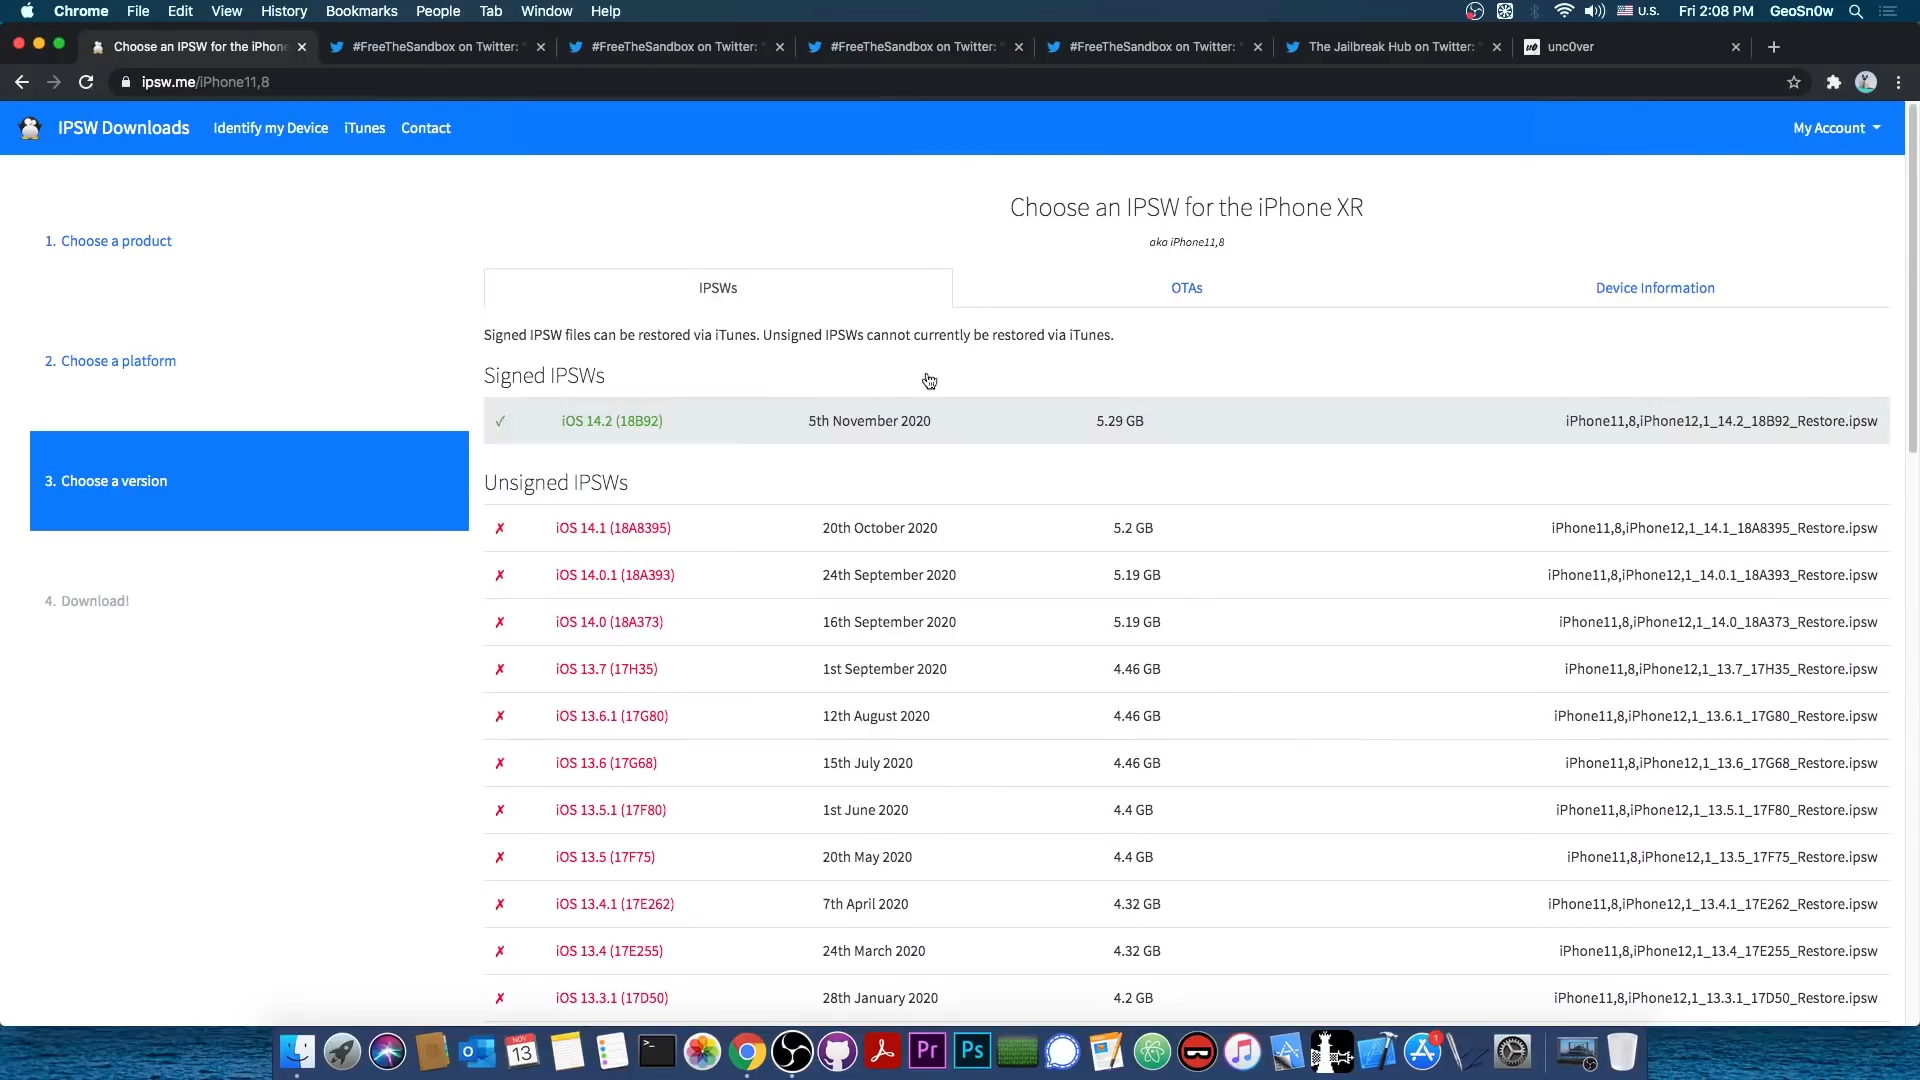 Chrome File Edit View History Bookmarks People Tab Window Help U.S. Fri 2:08 PM GeoSn0w
Choose an IPSW for the iPhone #FreeTheSandbox on Twitter: " #FreeTheSandbox on Twitter: " #FreeTheSandbox on Twitter: " #FreeTheSandbox on Twitter: " The Jailbreak Hub on Twitter: " unc0ver
ipsw.me/iPhone11,8
IPSW Downloads Identify my Device iTunes Contact My Account
Choose an IPSW for the iPhone XR
aka iPhone11,8
1. Choose a product
2. Choose a platform
3. Choose a version
4. Download!
IPSWs OTAs Device Information
Signed IPSW files can be restored via iTunes. Unsigned IPSWs cannot currently be restored via iTunes.
Signed IPSWs
✓ iOS 14.2 (18B92) 5th November 2020 5.29 GB iPhone11,8,iPhone12,1_14.2_18B92_Restore.ipsw
Unsigned IPSWs
✗ iOS 14.1 (18A8395) 20th October 2020 5.2 GB iPhone11,8,iPhone12,1_14.1_18A8395_Restore.ipsw
✗ iOS 14.0.1 (18A393) 24th September 2020 5.19 GB iPhone11,8,iPhone12,1_14.0.1_18A393_Restore.ipsw
✗ iOS 14.0 (18A373) 16th September 2020 5.19 GB iPhone11,8,iPhone12,1_14.0_18A373_Restore.ipsw
✗ iOS 13.7 (17H35) 1st September 2020 4.46 GB iPhone11,8,iPhone12,1_13.7_17H35_Restore.ipsw
✗ iOS 13.6.1 (17G80) 12th August 2020 4.46 GB iPhone11,8,iPhone12,1_13.6.1_17G80_Restore.ipsw
✗ iOS 13.6 (17G68) 15th July 2020 4.46 GB iPhone11,8,iPhone12,1_13.6_17G68_Restore.ipsw
✗ iOS 13.5.1 (17F80) 1st June 2020 4.4 GB iPhone11,8,iPhone12,1_13.5.1_17F80_Restore.ipsw
✗ iOS 13.5 (17F75) 20th May 2020 4.4 GB iPhone11,8,iPhone12,1_13.5_17F75_Restore.ipsw
✗ iOS 13.4.1 (17E262) 7th April 2020 4.32 GB iPhone11,8,iPhone12,1_13.4.1_17E262_Restore.ipsw
✗ iOS 13.4 (17E255) 24th March 2020 4.32 GB iPhone11,8,iPhone12,1_13.4_17E255_Restore.ipsw
✗ iOS 13.3.1 (17D50) 28th January 2020 4.2 GB iPhone11,8,iPhone12,1_13.3.1_17D50_Restore.ipsw
NOV 13 Pr Ps 1